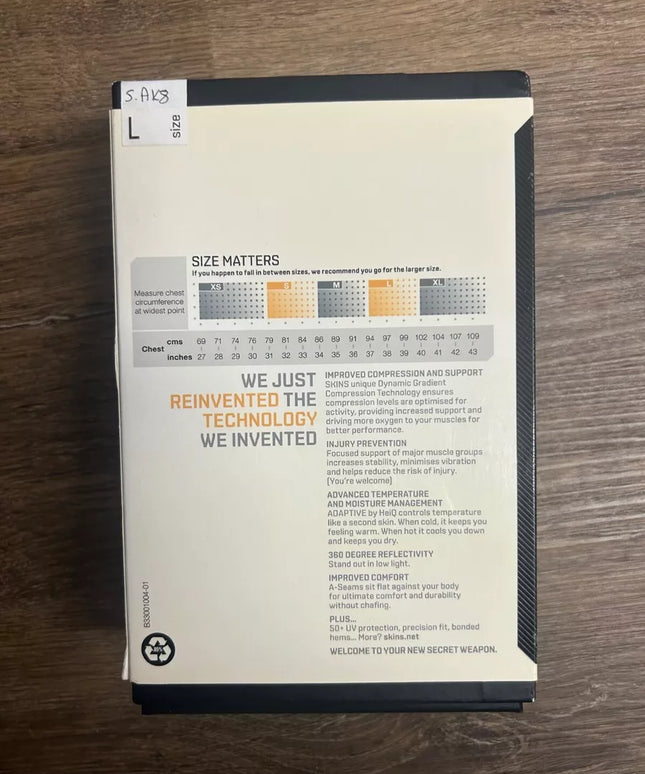 S.AK8
L size
SIZE MATTERS
If you happen to fall in between sizes, we recommend you go for the larger size.
Measure chest
circumference
at widest point
XS S M L XL
Chest cms 69 71 74 76 79 81 84 86 89 91 94 97 99 102 104 107 109
inches 27 28 29 30 31 32 33 34 35 36 37 38 39 40 41 42 43
WE JUST
REINVENTED THE
TECHNOLOGY
WE INVENTED
IMPROVED COMPRESSION AND SUPPORT
SKINS unique Dynamic Gradient
Compression Technology ensures
compression levels are optimised for
activity, providing increased support and
driving more oxygen to your muscles for
better performance.
INJURY PREVENTION
Focused support of major muscle groups
increases stability, minimises vibration
and helps reduce the risk of injury.
[You're welcome]
ADVANCED TEMPERATURE
AND MOISTURE MANAGEMENT
ADAPTIVE by HeiQ controls temperature
like a second skin. When cold, it keeps you
feeling warm. When hot it cools you down
and keeps you dry.
360 DEGREE REFLECTIVITY
Stand out in low light.
IMPROVED COMFORT
A-Seams sit flat against your body
for ultimate comfort and durability
without chafing.
PLUS...
50+ UV protection, precision fit, bonded
hems... More? skins.net
WELCOME TO YOUR NEW SECRET WEAPON.
B33001004-01